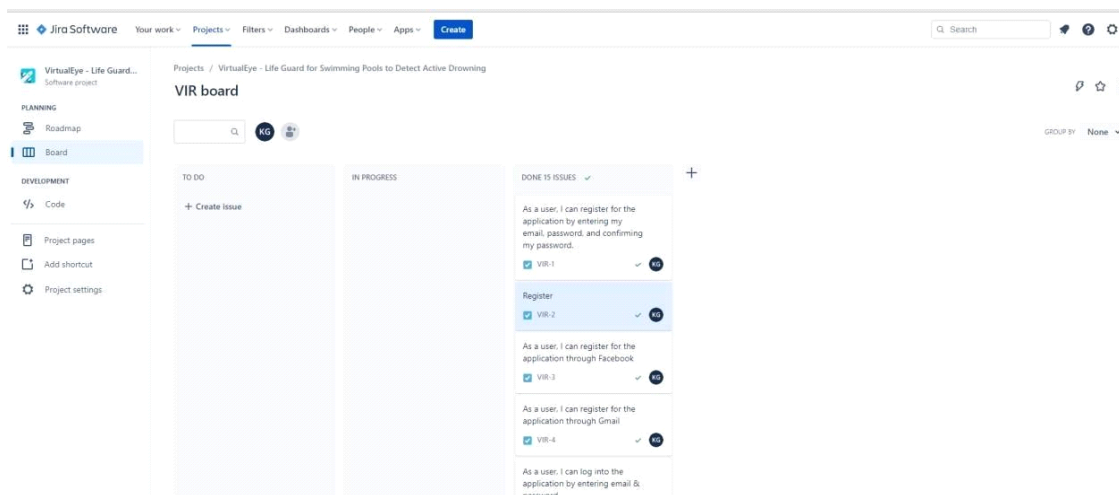 Jira Software
Your work
Projects
Filters
Dashboards
People
Apps
Create
Search
VirtualEye - Life Guard...
Software project
PLANNING
Roadmap
Board
DEVELOPMENT
Code
Project pages
Add shortcut
Project settings
Projects / VirtualEye - Life Guard for Swimming Pools to Detect Active Drowning
VIR board
KG
GROUP BY None
TO DO
+ Create issue
IN PROGRESS
DONE 15 ISSUES
As a user, I can register for the
application by entering my
email, password, and confirming
my password.
VIR-1
KG
Register
VIR-2
KG
As a user, I can register for the
application through Facebook
VIR-3
KG
As a user, I can register for the
application through Gmail
VIR-4
KG
As a user, I can log into the
application by entering email &
password